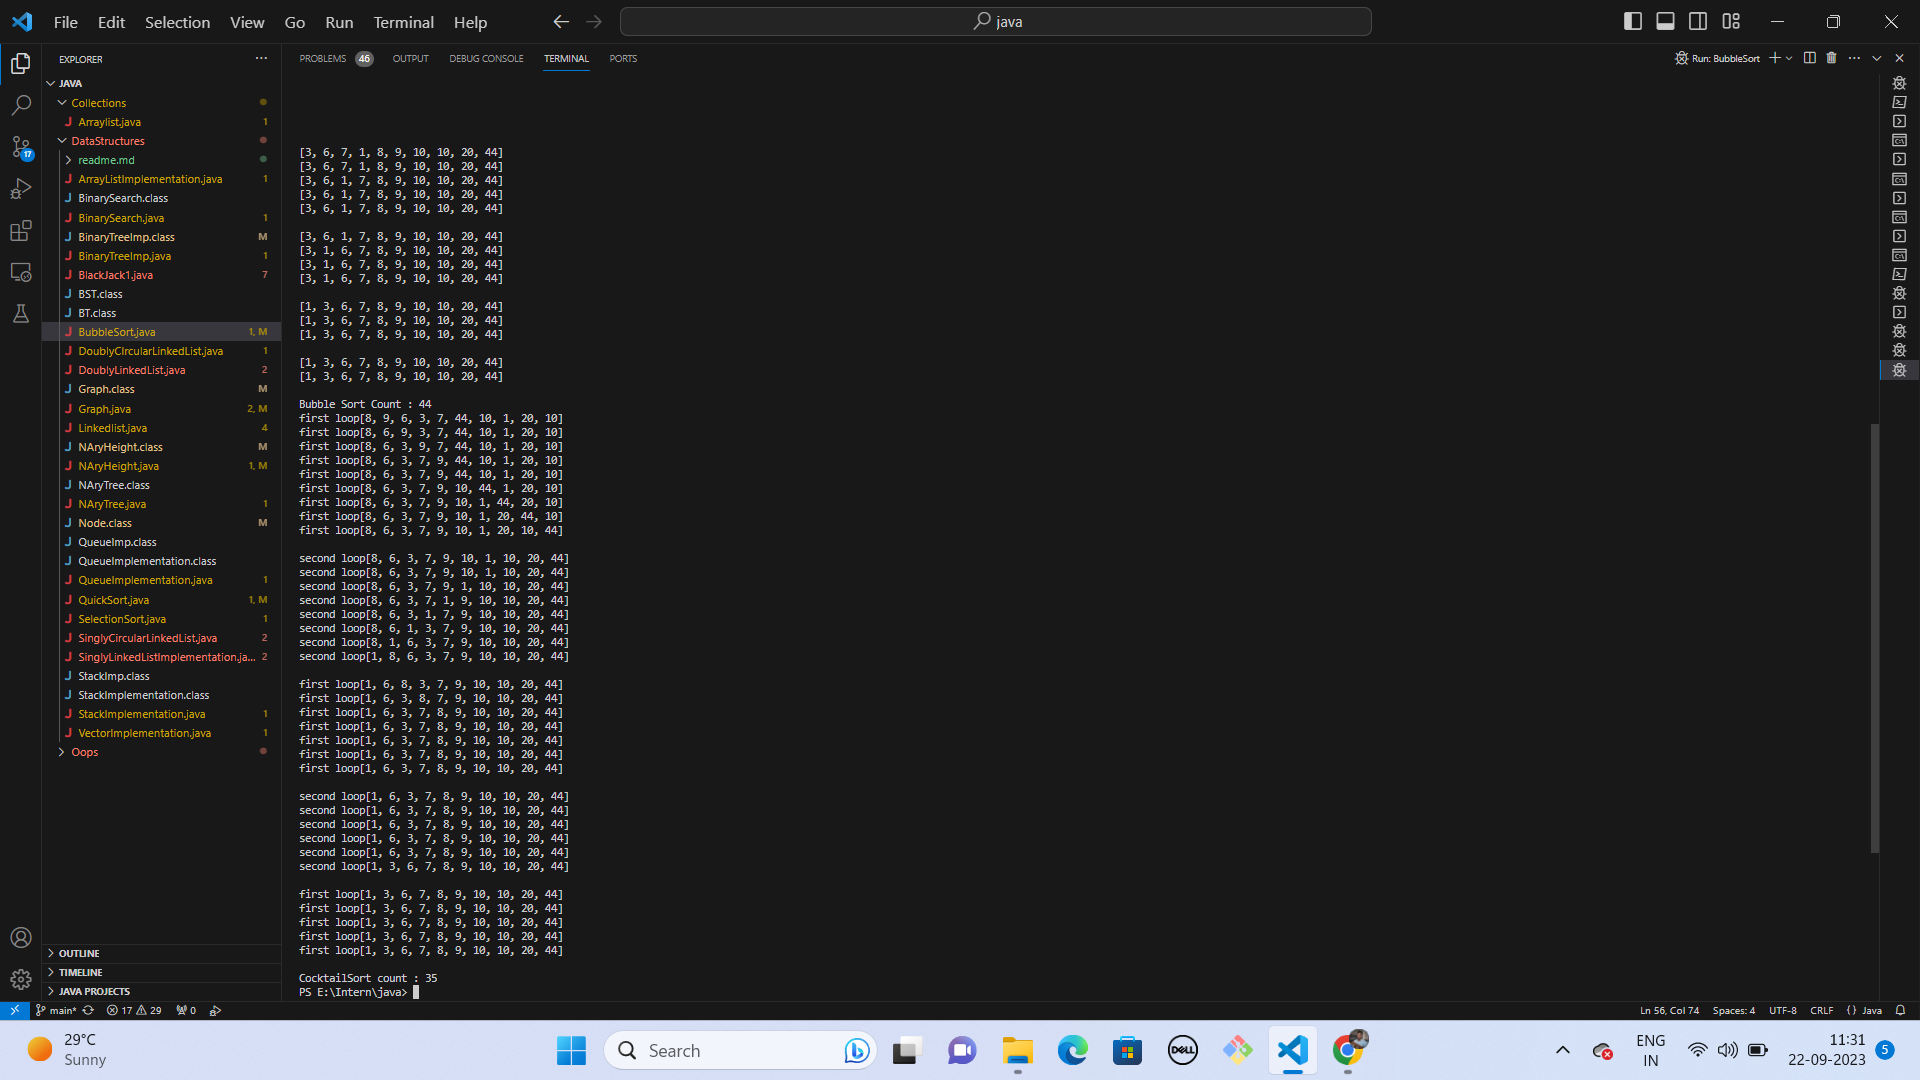 File Edit Selection View Go Run Terminal Help
java
EXPLORER
PROBLEMS 46 OUTPUT DEBUG CONSOLE TERMINAL PORTS
Run: BubbleSort
JAVA
Collections
Arraylist.java 1
DataStructures
readme.md
ArrayListImplementation.java 1
BinarySearch.class
BinarySearch.java 1
BinaryTreeImp.class M
BinaryTreeImp.java 1
BlackJack1.java 7
BST.class
BT.class
BubbleSort.java 1, M
DoublyCIrcularLinkedList.java 1
DoublyLinkedList.java 2
Graph.class M
Graph.java 2, M
Linkedlist.java 4
NAryHeight.class M
NAryHeight.java 1, M
NAryTree.class
NAryTree.java 1
Node.class M
QueueImp.class
QueueImplementation.class
QueueImplementation.java 1
QuickSort.java 1, M
SelectionSort.java 1
SinglyCircularLinkedList.java 2
SinglyLinkedListImplementation.ja... 2
StackImp.class
StackImplementation.class
StackImplementation.java 1
VectorImplementation.java 1
Oops
OUTLINE
TIMELINE
JAVA PROJECTS
17
[3, 6, 7, 1, 8, 9, 10, 10, 20, 44]
[3, 6, 7, 1, 8, 9, 10, 10, 20, 44]
[3, 6, 1, 7, 8, 9, 10, 10, 20, 44]
[3, 6, 1, 7, 8, 9, 10, 10, 20, 44]
[3, 6, 1, 7, 8, 9, 10, 10, 20, 44]
[3, 6, 1, 7, 8, 9, 10, 10, 20, 44]
[3, 1, 6, 7, 8, 9, 10, 10, 20, 44]
[3, 1, 6, 7, 8, 9, 10, 10, 20, 44]
[3, 1, 6, 7, 8, 9, 10, 10, 20, 44]
[1, 3, 6, 7, 8, 9, 10, 10, 20, 44]
[1, 3, 6, 7, 8, 9, 10, 10, 20, 44]
[1, 3, 6, 7, 8, 9, 10, 10, 20, 44]
[1, 3, 6, 7, 8, 9, 10, 10, 20, 44]
[1, 3, 6, 7, 8, 9, 10, 10, 20, 44]
Bubble Sort Count : 44
first loop[8, 9, 6, 3, 7, 44, 10, 1, 20, 10]
first loop[8, 6, 9, 3, 7, 44, 10, 1, 20, 10]
first loop[8, 6, 3, 9, 7, 44, 10, 1, 20, 10]
first loop[8, 6, 3, 7, 9, 44, 10, 1, 20, 10]
first loop[8, 6, 3, 7, 9, 44, 10, 1, 20, 10]
first loop[8, 6, 3, 7, 9, 10, 44, 1, 20, 10]
first loop[8, 6, 3, 7, 9, 10, 1, 44, 20, 10]
first loop[8, 6, 3, 7, 9, 10, 1, 20, 44, 10]
first loop[8, 6, 3, 7, 9, 10, 1, 20, 10, 44]
second loop[8, 6, 3, 7, 9, 10, 1, 10, 20, 44]
second loop[8, 6, 3, 7, 9, 10, 1, 10, 20, 44]
second loop[8, 6, 3, 7, 9, 1, 10, 10, 20, 44]
second loop[8, 6, 3, 7, 1, 9, 10, 10, 20, 44]
second loop[8, 6, 3, 1, 7, 9, 10, 10, 20, 44]
second loop[8, 6, 1, 3, 7, 9, 10, 10, 20, 44]
second loop[8, 1, 6, 3, 7, 9, 10, 10, 20, 44]
second loop[1, 8, 6, 3, 7, 9, 10, 10, 20, 44]
first loop[1, 6, 8, 3, 7, 9, 10, 10, 20, 44]
first loop[1, 6, 3, 8, 7, 9, 10, 10, 20, 44]
first loop[1, 6, 3, 7, 8, 9, 10, 10, 20, 44]
first loop[1, 6, 3, 7, 8, 9, 10, 10, 20, 44]
first loop[1, 6, 3, 7, 8, 9, 10, 10, 20, 44]
first loop[1, 6, 3, 7, 8, 9, 10, 10, 20, 44]
first loop[1, 6, 3, 7, 8, 9, 10, 10, 20, 44]
second loop[1, 6, 3, 7, 8, 9, 10, 10, 20, 44]
second loop[1, 6, 3, 7, 8, 9, 10, 10, 20, 44]
second loop[1, 6, 3, 7, 8, 9, 10, 10, 20, 44]
second loop[1, 6, 3, 7, 8, 9, 10, 10, 20, 44]
second loop[1, 6, 3, 7, 8, 9, 10, 10, 20, 44]
second loop[1, 3, 6, 7, 8, 9, 10, 10, 20, 44]
first loop[1, 3, 6, 7, 8, 9, 10, 10, 20, 44]
first loop[1, 3, 6, 7, 8, 9, 10, 10, 20, 44]
first loop[1, 3, 6, 7, 8, 9, 10, 10, 20, 44]
first loop[1, 3, 6, 7, 8, 9, 10, 10, 20, 44]
first loop[1, 3, 6, 7, 8, 9, 10, 10, 20, 44]
CocktailSort count : 35
PS E:\Intern\java>
main* 17 29 0
Ln 56, Col 74 Spaces: 4 UTF-8 CRLF {} Java
29°C
Sunny
Search
DELL
ENG
IN
11:31
22-09-2023
5